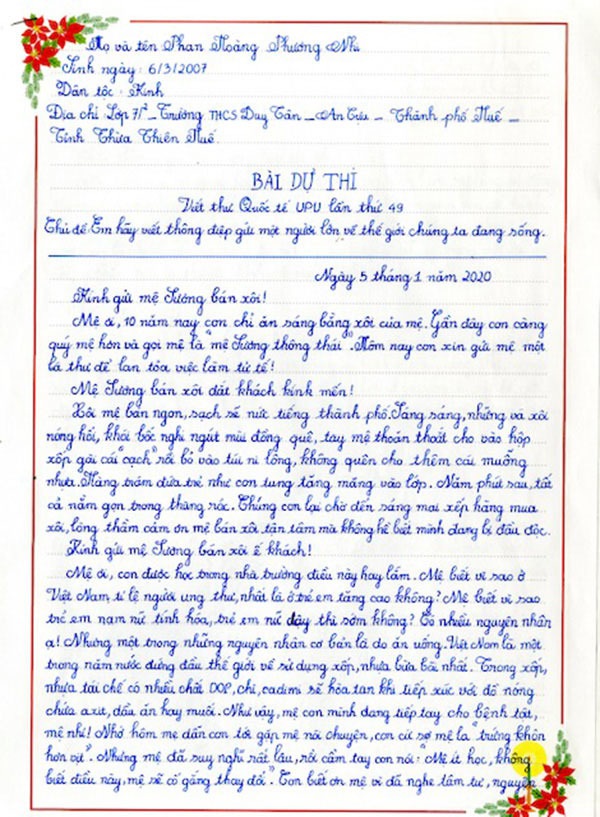 Họ và tên Phan Hoàng Phương Nhi
Sinh ngày: 6/3/2007
Dân tộc: Kinh
Địa chỉ: Lớp 7/2 - Trường THCS Duy Tân - An Cựu - Thành phố Huế -
Tỉnh Thừa Thiên Huế.
BÀI DỰ THI
Viết thư Quốc tế UPU lần thứ 49
Chủ đề: Em hãy viết thông điệp gửi một người lớn về thế giới chúng ta đang sống.
Ngày 5 tháng 1 năm 2020
Kính gửi mệ Sương bán xôi!
Mệ ơi, 10 năm nay con chỉ ăn sáng bằng xôi của mệ. Gần đây con càng
quý mệ hơn và gọi mệ là "mệ Sương thông thái". Hôm nay con xin gửi mệ một
lá thư để lan tỏa việc làm tử tế!
Mệ Sương bán xôi đắt khách kính mến!
Xôi mệ bán ngon, sạch sẽ nức tiếng thành phố. Sáng sáng, những vá xôi
nóng hổi, khói bốc nghi ngút mùi đồng quê, tay mệ thoăn thoắt cho vào hộp
xốp gài cái "cạch" rồi bỏ vào túi ni lông, không quên cho thêm cái muỗng
nhựa. Hàng trăm đứa trẻ như con tung tăng mang vào lớp. Năm phút sau, tất
cả nằm gọn trong thùng rác. Chúng con lại chờ đến sáng mai xếp hàng mua
xôi, lòng thầm cảm ơn mệ bán xôi tận tâm mà không hề biết mình đang bị đầu độc.
Kính gửi mệ Sương bán xôi ế khách!
Mệ ơi, con được học trong nhà trường điều này hay lắm. Mệ biết vì sao ở
Việt Nam, tỉ lệ người ung thư, nhất là ở trẻ em tăng cao không? Mệ biết vì sao
trẻ em nam nữ tính hóa, trẻ em nữ dậy thì sớm không? Có nhiều nguyên nhân
ạ! Nhưng một trong những nguyên nhân cơ bản là do ăn uống. Việt Nam là một
trong năm nước đứng đầu thế giới về sử dụng xốp, nhựa bừa bãi nhất. Trong xốp,
nhựa tái chế có nhiều chất DOP, chì, cadimi sẽ hòa tan khi tiếp xúc với đồ nóng
chứa axit, dầu ăn hay muối. Như vậy, mệ con mình đang tiếp tay cho bệnh tật,
mệ nhỉ! Nhớ hôm mẹ dẫn con tới gặp mệ nói chuyện, con cứ sợ mệ la "trứng khôn
hơn vịt". Nhưng mệ đã suy nghĩ rất lâu, rồi cầm tay con nói: "Mệ ít học, không
biết điều này, mệ sẽ cố gắng thay đổi". Con biết ơn mệ vì đã nghe tâm tư, nguyện